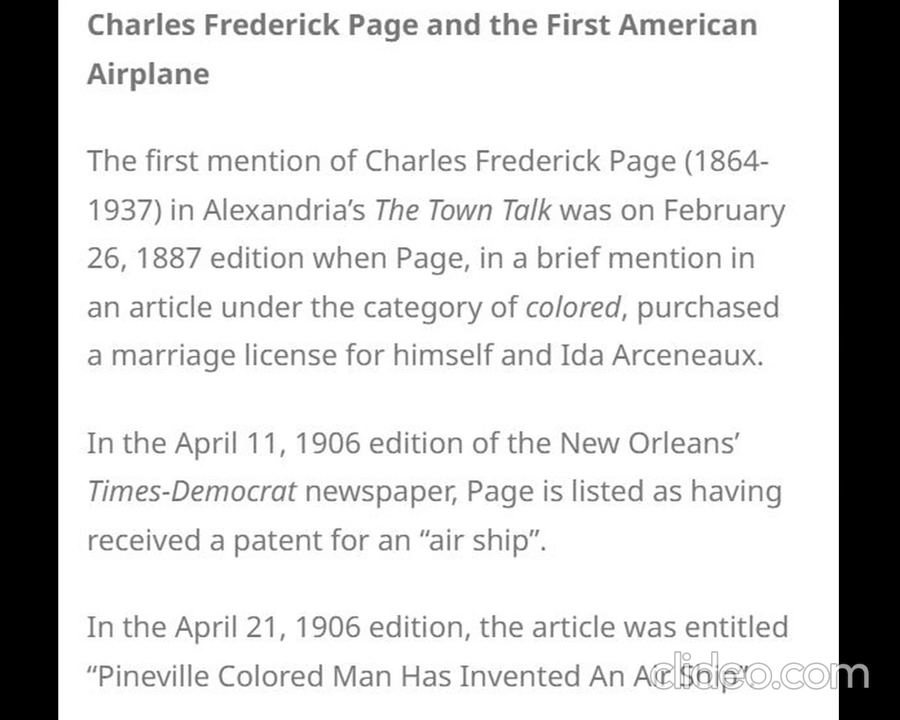 Charles Frederick Page and the First American
Airplane
The first mention of Charles Frederick Page (1864-
1937) in Alexandria’s The Town Talk was on February
26, 1887 edition when Page, in a brief mention in
an article under the category of colored, purchased
a marriage license for himself and Ida Arceneaux.
In the April 11, 1906 edition of the New Orleans’
Times-Democrat newspaper, Page is listed as having
received a patent for an “air ship”.
In the April 21, 1906 edition, the article was entitled
“Pineville Colored Man Has Invented An Air Ship”.
clideo.com